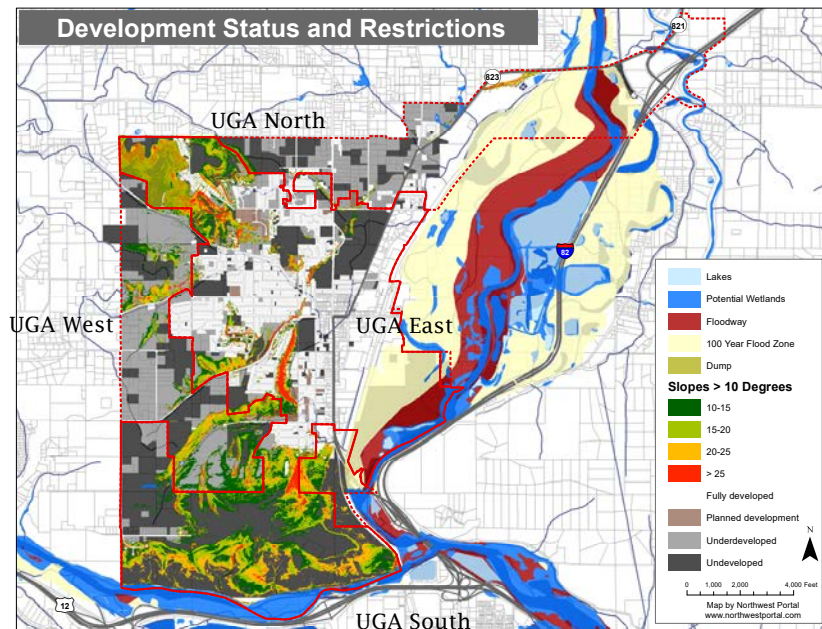 Development Status and Restrictions
821
823
UGA North
82
UGA West
UGA East
Lakes
Potential Wetlands
Floodway
100 Year Flood Zone
Dump
Slopes > 10 Degrees
10-15
15-20
20-25
> 25
Fully developed
Planned development
Underdeveloped
Undeveloped
N
0 1,000 2,000 4,000 Feet
Map by Northwest Portal
www.northwestportal.com
12
UGA South